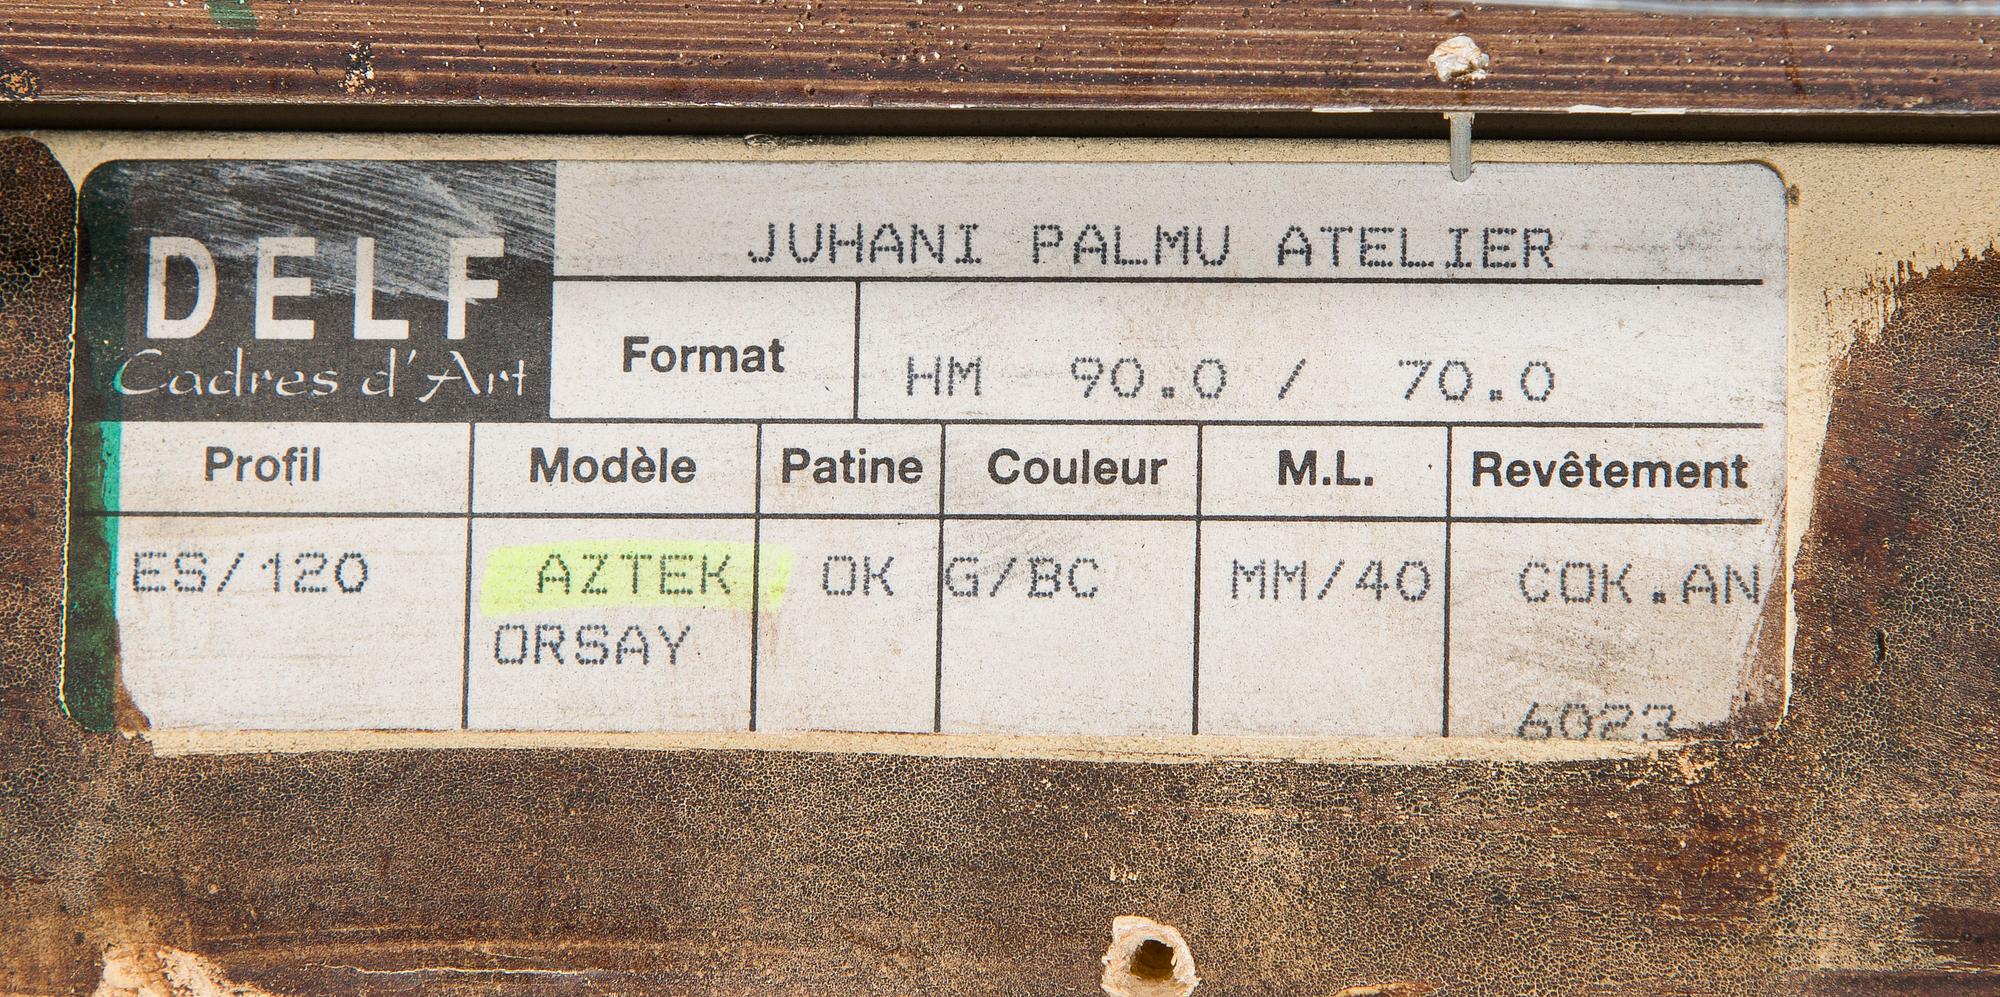 DELF
Cadres d'Art
JUHANI PALMU ATELIER
Format
HM 90.0 / 70.0
Profil Modèle Patine Couleur M.L. Revêtement
ES/120 AZTEK OK G/BC MM/40 COK.AN
ORSAY
6023